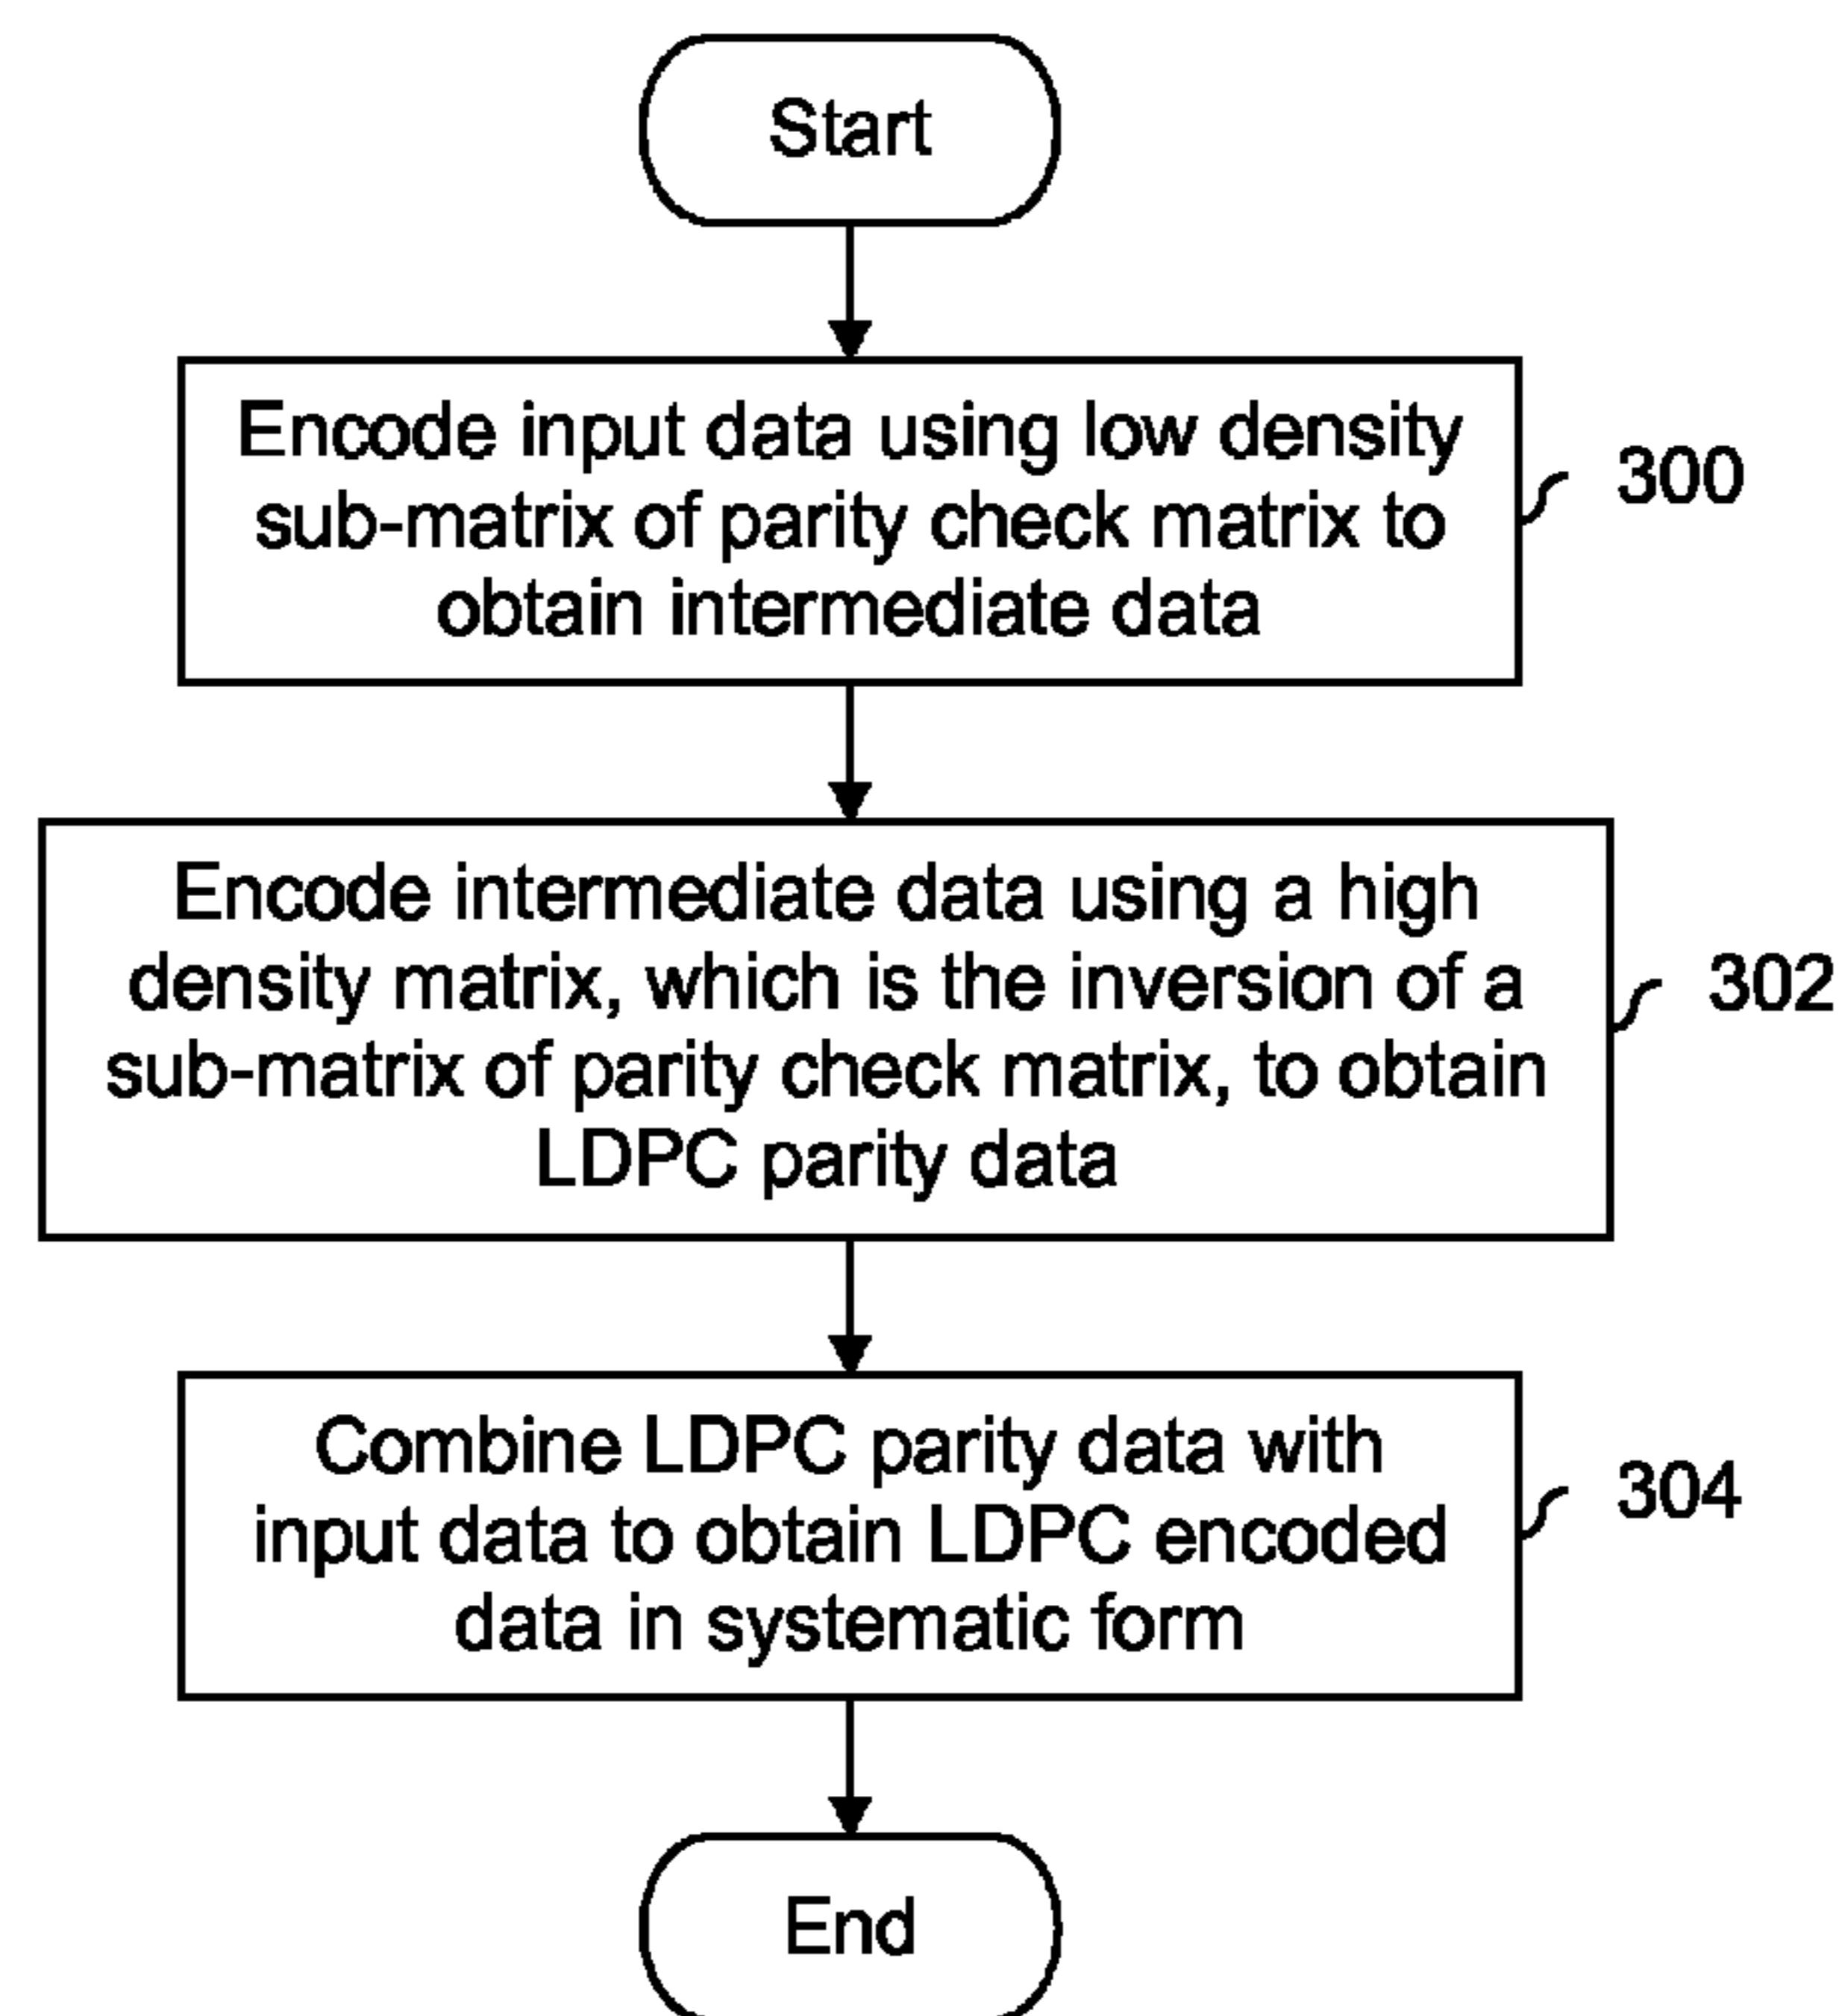 Start
Encode input data using low density
sub-matrix of parity check matrix to
obtain intermediate data
300
Encode intermediate data using a high
density matrix, which is the inversion of a
sub-matrix of parity check matrix, to obtain
LDPC parity data
302
Combine LDPC parity data with
input data to obtain LDPC encoded
data in systematic form
304
End